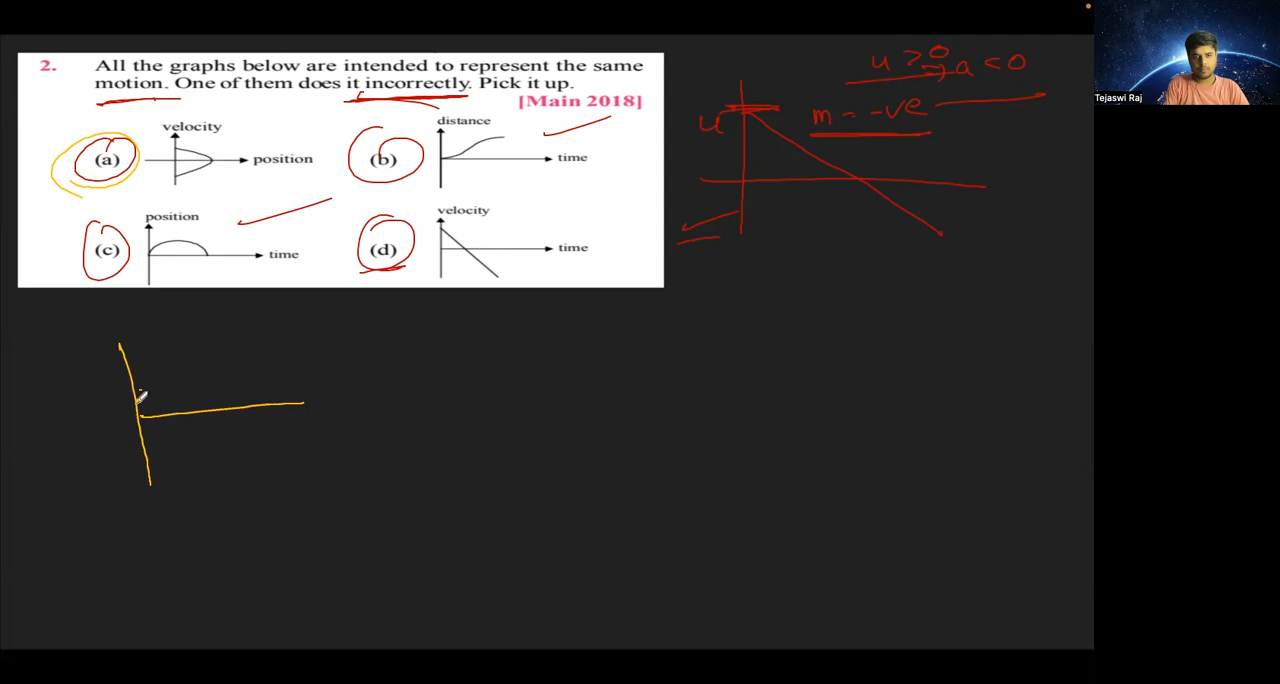 2. All the graphs below are intended to represent the same
motion. One of them does it incorrectly. Pick it up.
[Main 2018]
velocity
(a)
position
distance
(b)
time
position
(c)
time
velocity
(d)
time
u > 0
a < 0
u
m = -ve
Tejaswi Raj